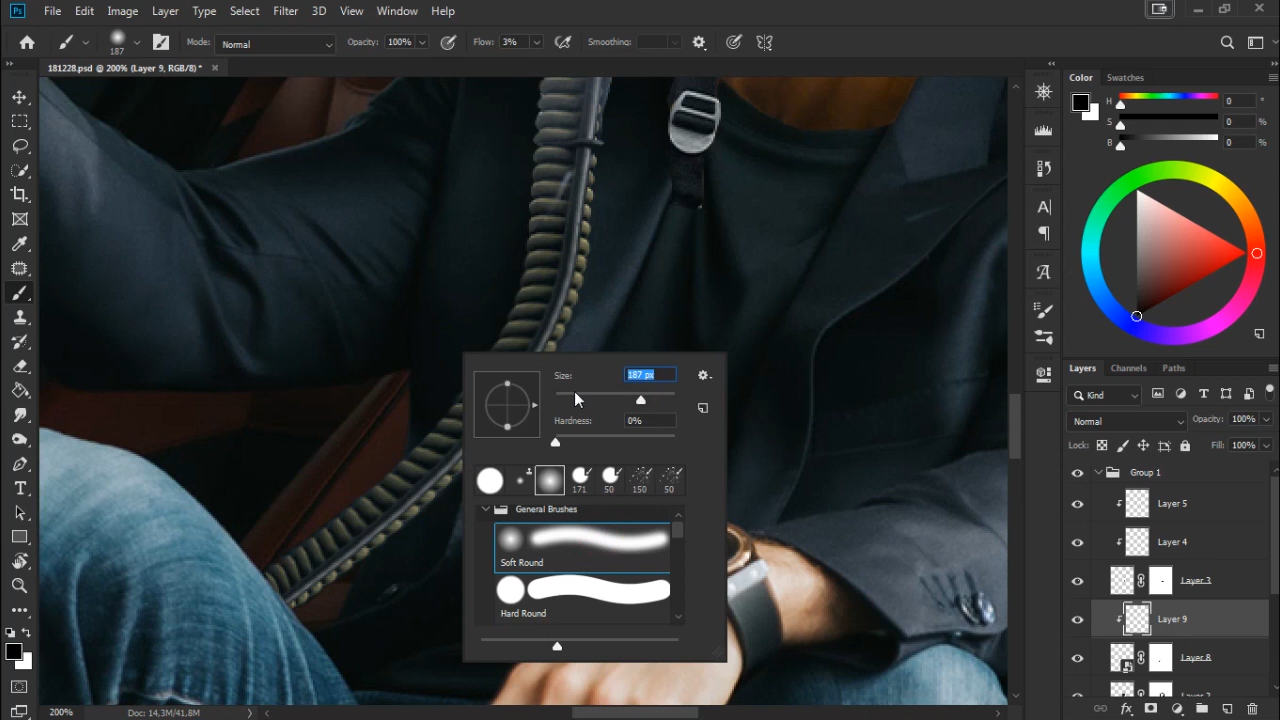 Ps File Edit Image Layer Type Select Filter 3D View Window Help
187 Mode: Normal Opacity: 100% Flow: 3% Smoothing:
181228.psd @ 200% (Layer 9, RGB/8) * ×
Color Swatches
H 0 °
S 0 %
B 0 %
Size: 187 px
Hardness: 0%
171 50 150 50
General Brushes
Soft Round
Hard Round
Layers Channels Paths
Kind
Normal Opacity: 100%
Lock: Fill: 100%
Group 1
Layer 5
Layer 4
Layer 3
Layer 9
Layer 8
200% Doc: 14,3M/41,8M